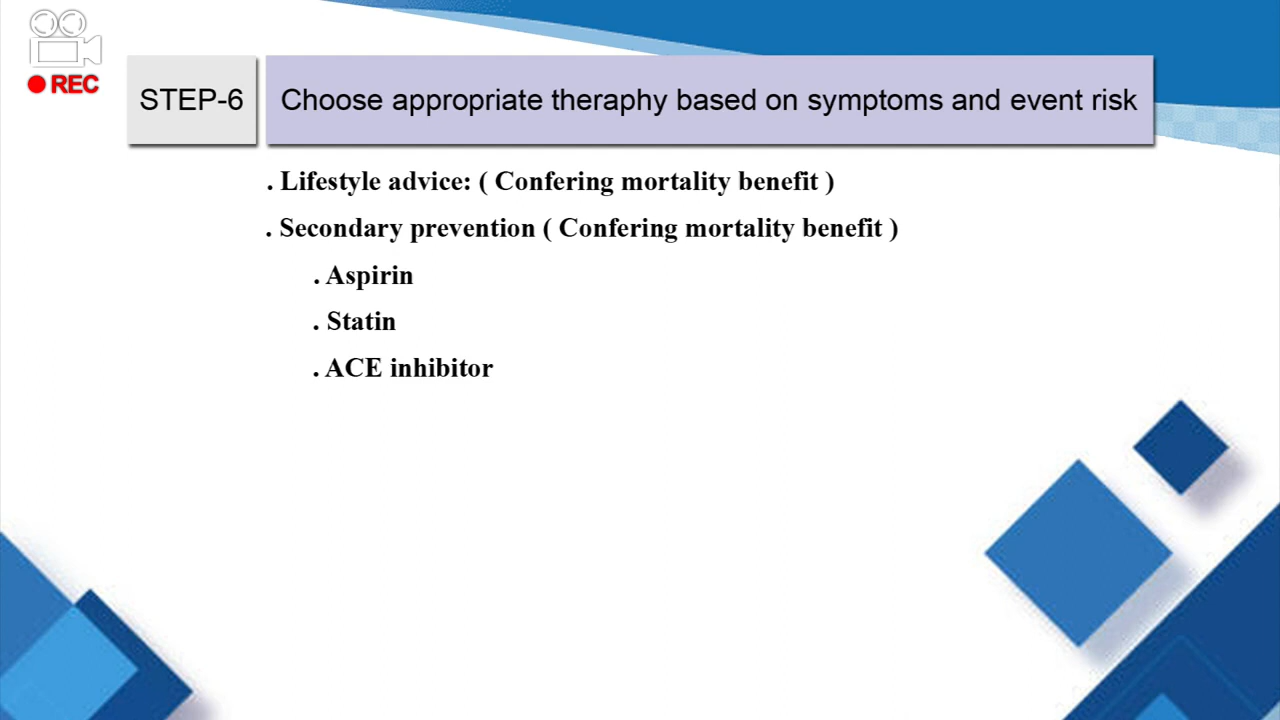 REC
STEP-6
Choose appropriate theraphy based on symptoms and event risk
. Lifestyle advice: ( Confering mortality benefit )
. Secondary prevention ( Confering mortality benefit )
. Aspirin
. Statin
. ACE inhibitor